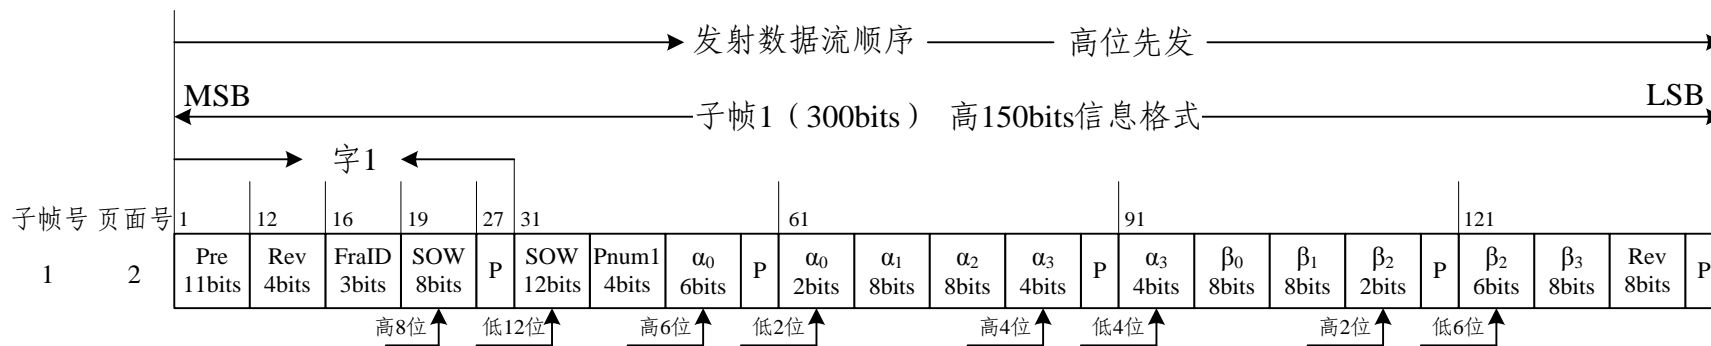 发射数据流顺序 高位先发
MSB LSB
子帧1（300bits） 高150bits信息格式
字1
子帧号 页面号 1 12 16 19 27 31 61 91 121
1 2 Pre 11bits Rev 4bits FraID 3bits SOW 8bits P SOW 12bits Pnum1 4bits α₀ 6bits P α₀ 2bits α₁ 8bits α₂ 8bits α₃ 4bits P α₃ 4bits β₀ 8bits β₁ 8bits β₂ 2bits P β₂ 6bits β₃ 8bits Rev 8bits P
高8位 低12位 高6位 低2位 高4位 低4位 高2位 低6位